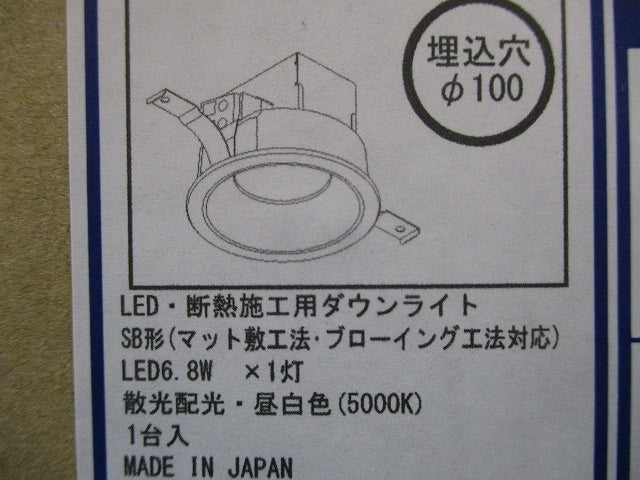 埋込穴
φ100
LED・断熱施工用ダウンライト
SB形(マット敷工法・ブローイング工法対応)
LED6.8W ×1灯
散光配光・昼白色(5000K)
1台入
MADE IN JAPAN